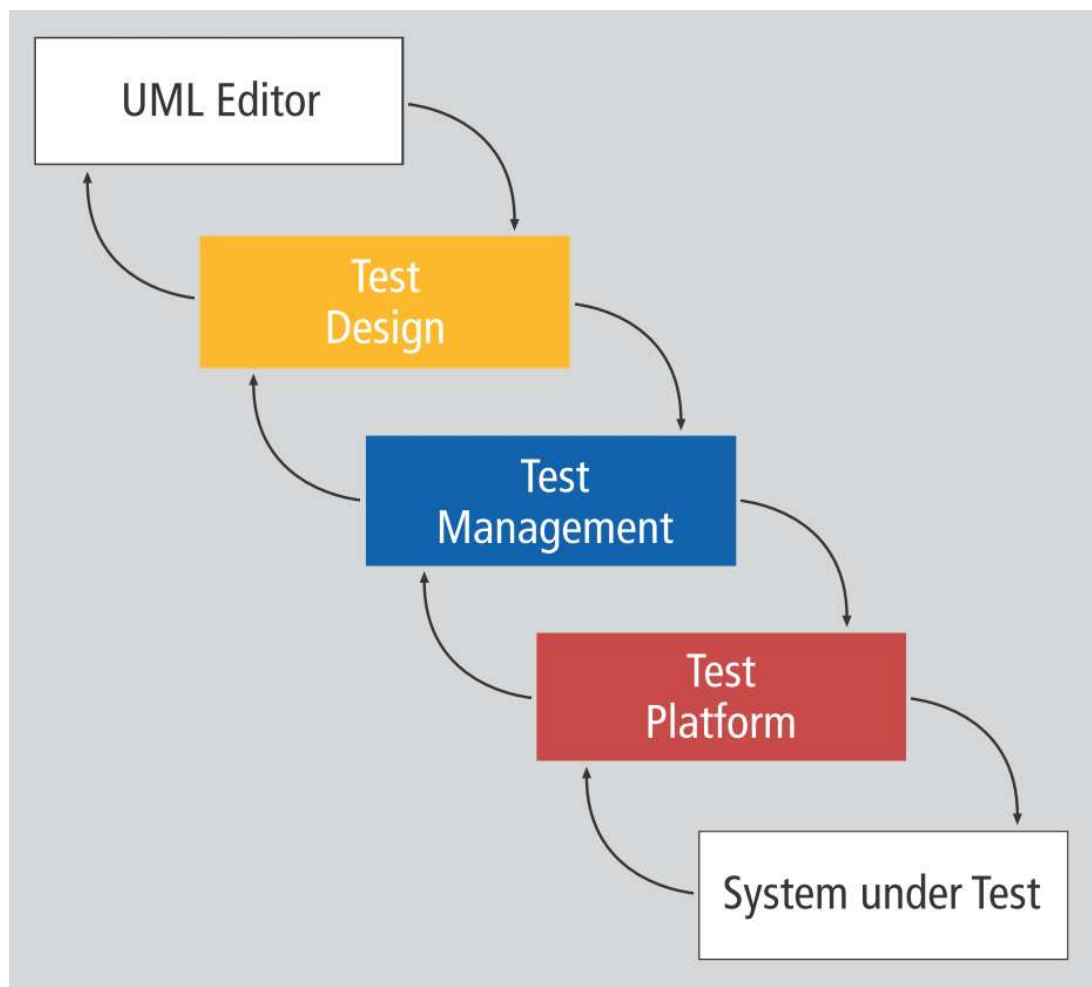 UML Editor
Test
Design
Test
Management
Test
Platform
System under Test